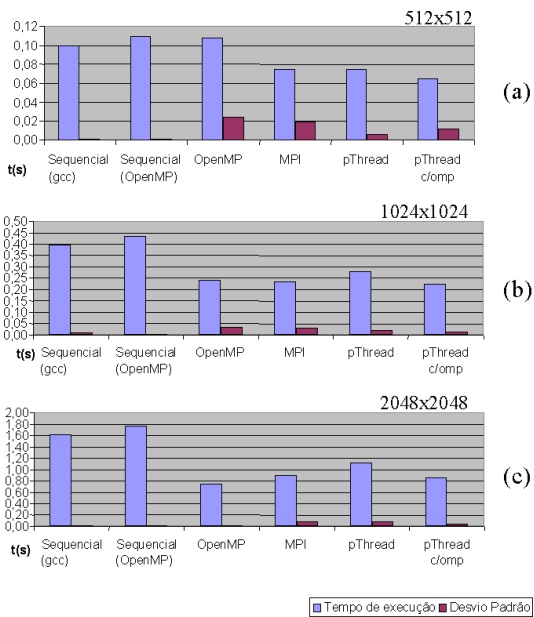 512x512
0,12
0,10
0,08
0,06
0,04
0,02
0,00
(a)
t(s)
Sequencial (gcc)
Sequencial (OpenMP)
OpenMP
MPI
pThread
pThread c/omp
1024x1024
0,50
0,45
0,40
0,35
0,30
0,25
0,20
0,15
0,10
0,05
0,00
(b)
t(s)
Sequencial (gcc)
Sequencial (OpenMP)
OpenMP
MPI
pThread
pThread c/omp
2048x2048
2,00
1,80
1,60
1,40
1,20
1,00
0,80
0,60
0,40
0,20
0,00
(c)
t(s)
Sequencial (gcc)
Sequencial (OpenMP)
OpenMP
MPI
pThread
pThread c/omp
Tempo de execução
Desvio Padrão